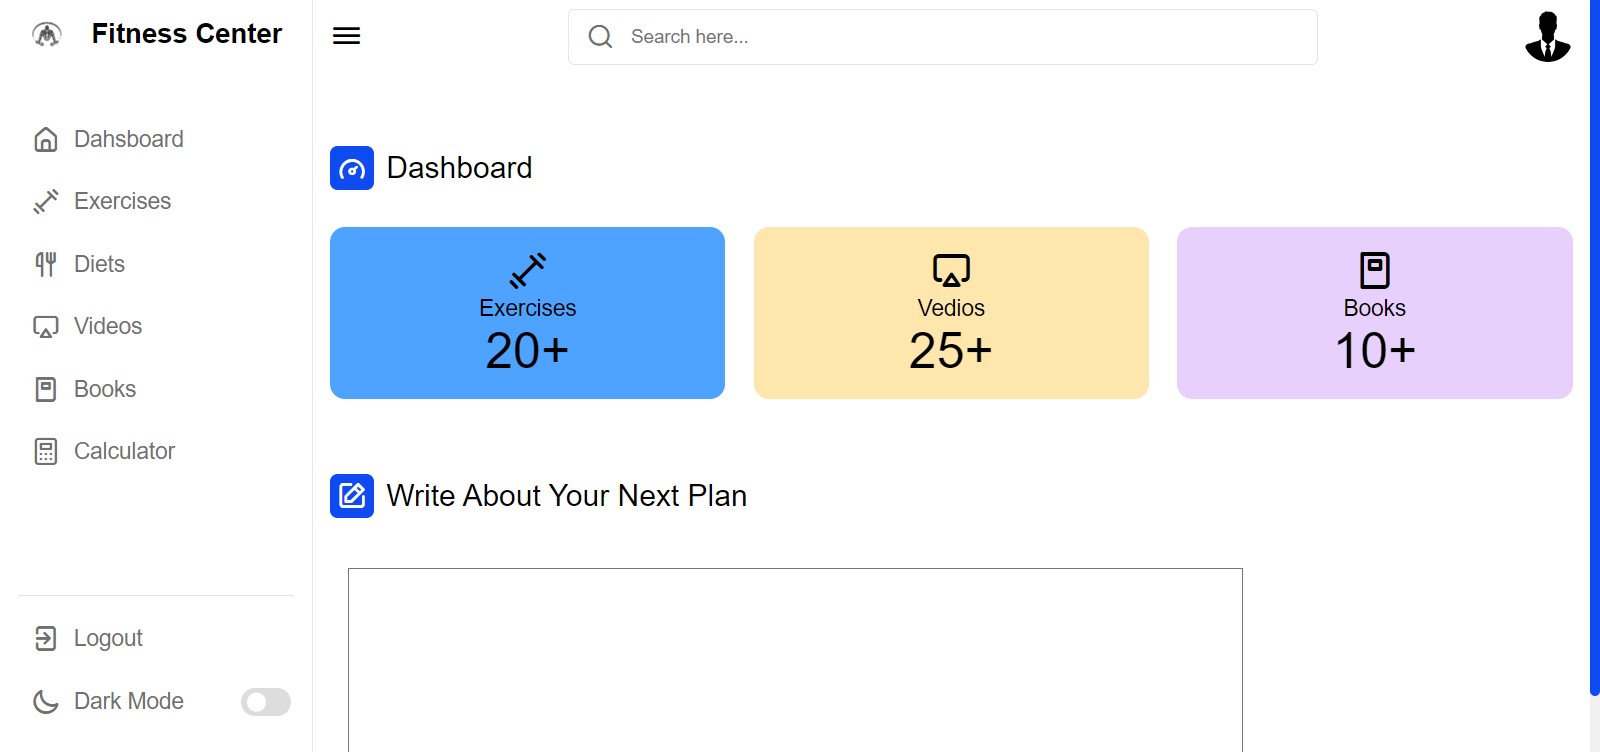 Fitness Center
Search here...
Dahsboard
Exercises
Diets
Videos
Books
Calculator
Logout
Dark Mode
Dashboard
Exercises
20+
Vedios
25+
Books
10+
Write About Your Next Plan